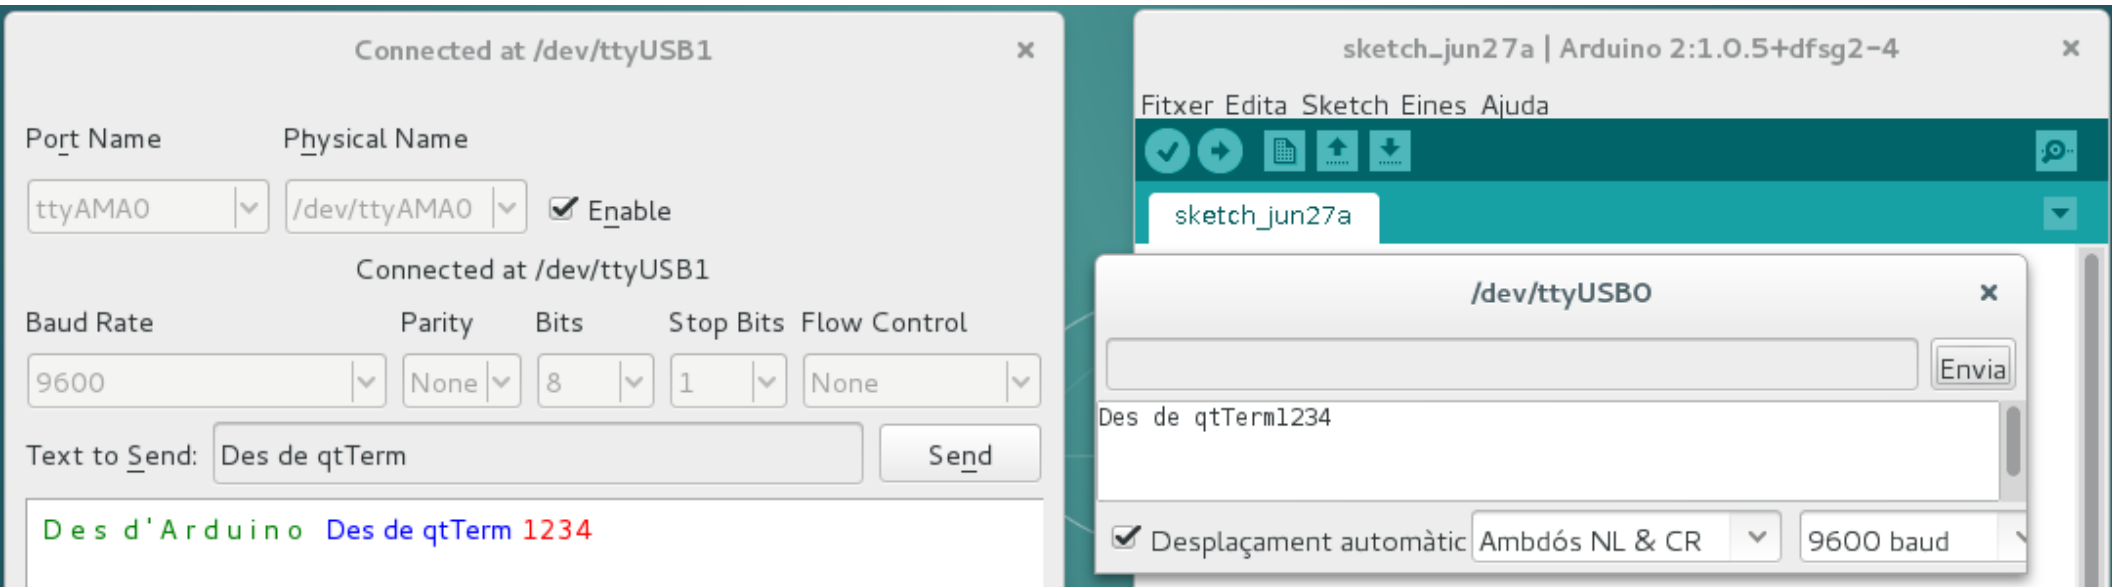 Connected at /dev/ttyUSB1
Port Name Physical Name
ttyAMA0 /dev/ttyAMA0 Enable
Connected at /dev/ttyUSB1
Baud Rate Parity Bits Stop Bits Flow Control
9600 None 8 1 None
Text to Send: Des de qtTerm Send
Des d'Arduino Des de qtTerm 1234
sketch_jun27a | Arduino 2:1.0.5+dfsg2-4
Fitxer Edita Sketch Eines Ajuda
sketch_jun27a
/dev/ttyUSB0
Envia
Des de qtTerm1234
Desplaçament automàtic Ambdós NL & CR 9600 baud